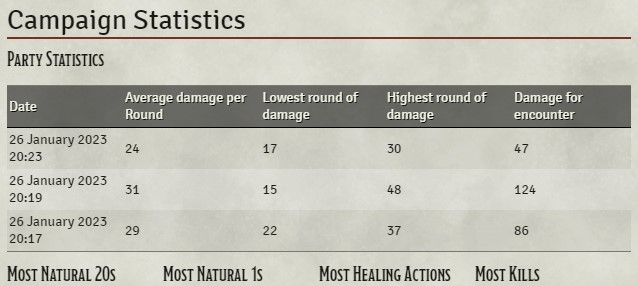 Campaign Statistics
Party Statistics
Date Average damage per Round Lowest round of damage Highest round of damage Damage for encounter
26 January 2023 20:23 24 17 30 47
26 January 2023 20:19 31 15 48 124
26 January 2023 20:17 29 22 37 86
Most Natural 20s Most Natural 1s Most Healing Actions Most Kills